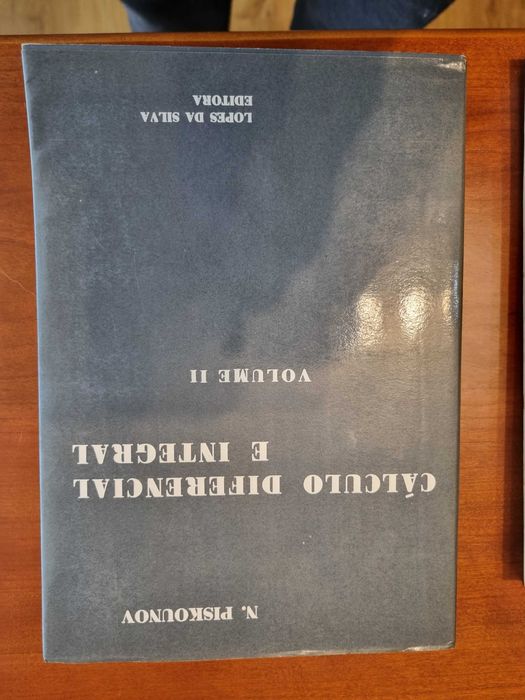 N. PISKOUNOV
CÁLCULO DIFERENCIAL
E INTEGRAL
VOLUME II
LOPES DA SILVA
EDITORA